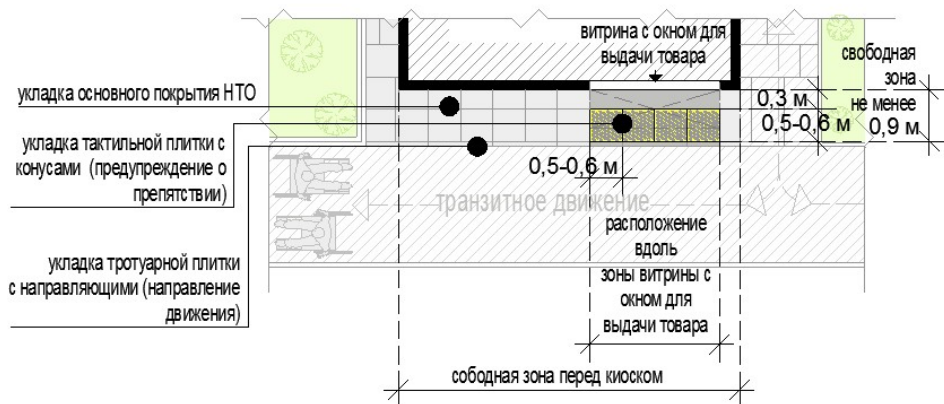 витрина с окном для
выдачи товара
свободная
зона
не менее
0,9 м
0,3 м
0,5-0,6 м
укладка основного покрытия НТО
укладка тактильной плитки с
конусами (предупреждение о
препятствии)
0,5-0,6 м
транзитное движение
укладка тротуарной плитки
с направляющими (направление
движения)
расположение
вдоль
зоны витрины с
окном для
выдачи товара
сободная зона перед киоском